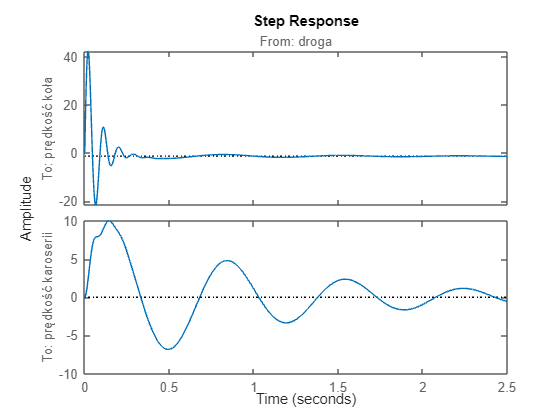 Step Response
From: droga
To: prędkość koła
40
20
0
-20
Amplitude
To: prędkość karoserii
10
5
0
-5
-10
0 0.5 1 1.5 2 2.5
Time (seconds)